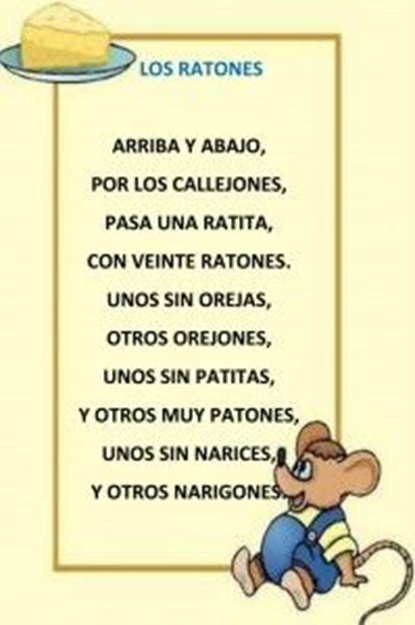 LOS RATONES
ARRIBA Y ABAJO,
POR LOS CALLEJONES,
PASA UNA RATITA,
CON VEINTE RATONES.
UNOS SIN OREJAS,
OTROS OREJONES,
UNOS SIN PATITAS,
Y OTROS MUY PATONES,
UNOS SIN NARICES,
Y OTROS NARIGONES.